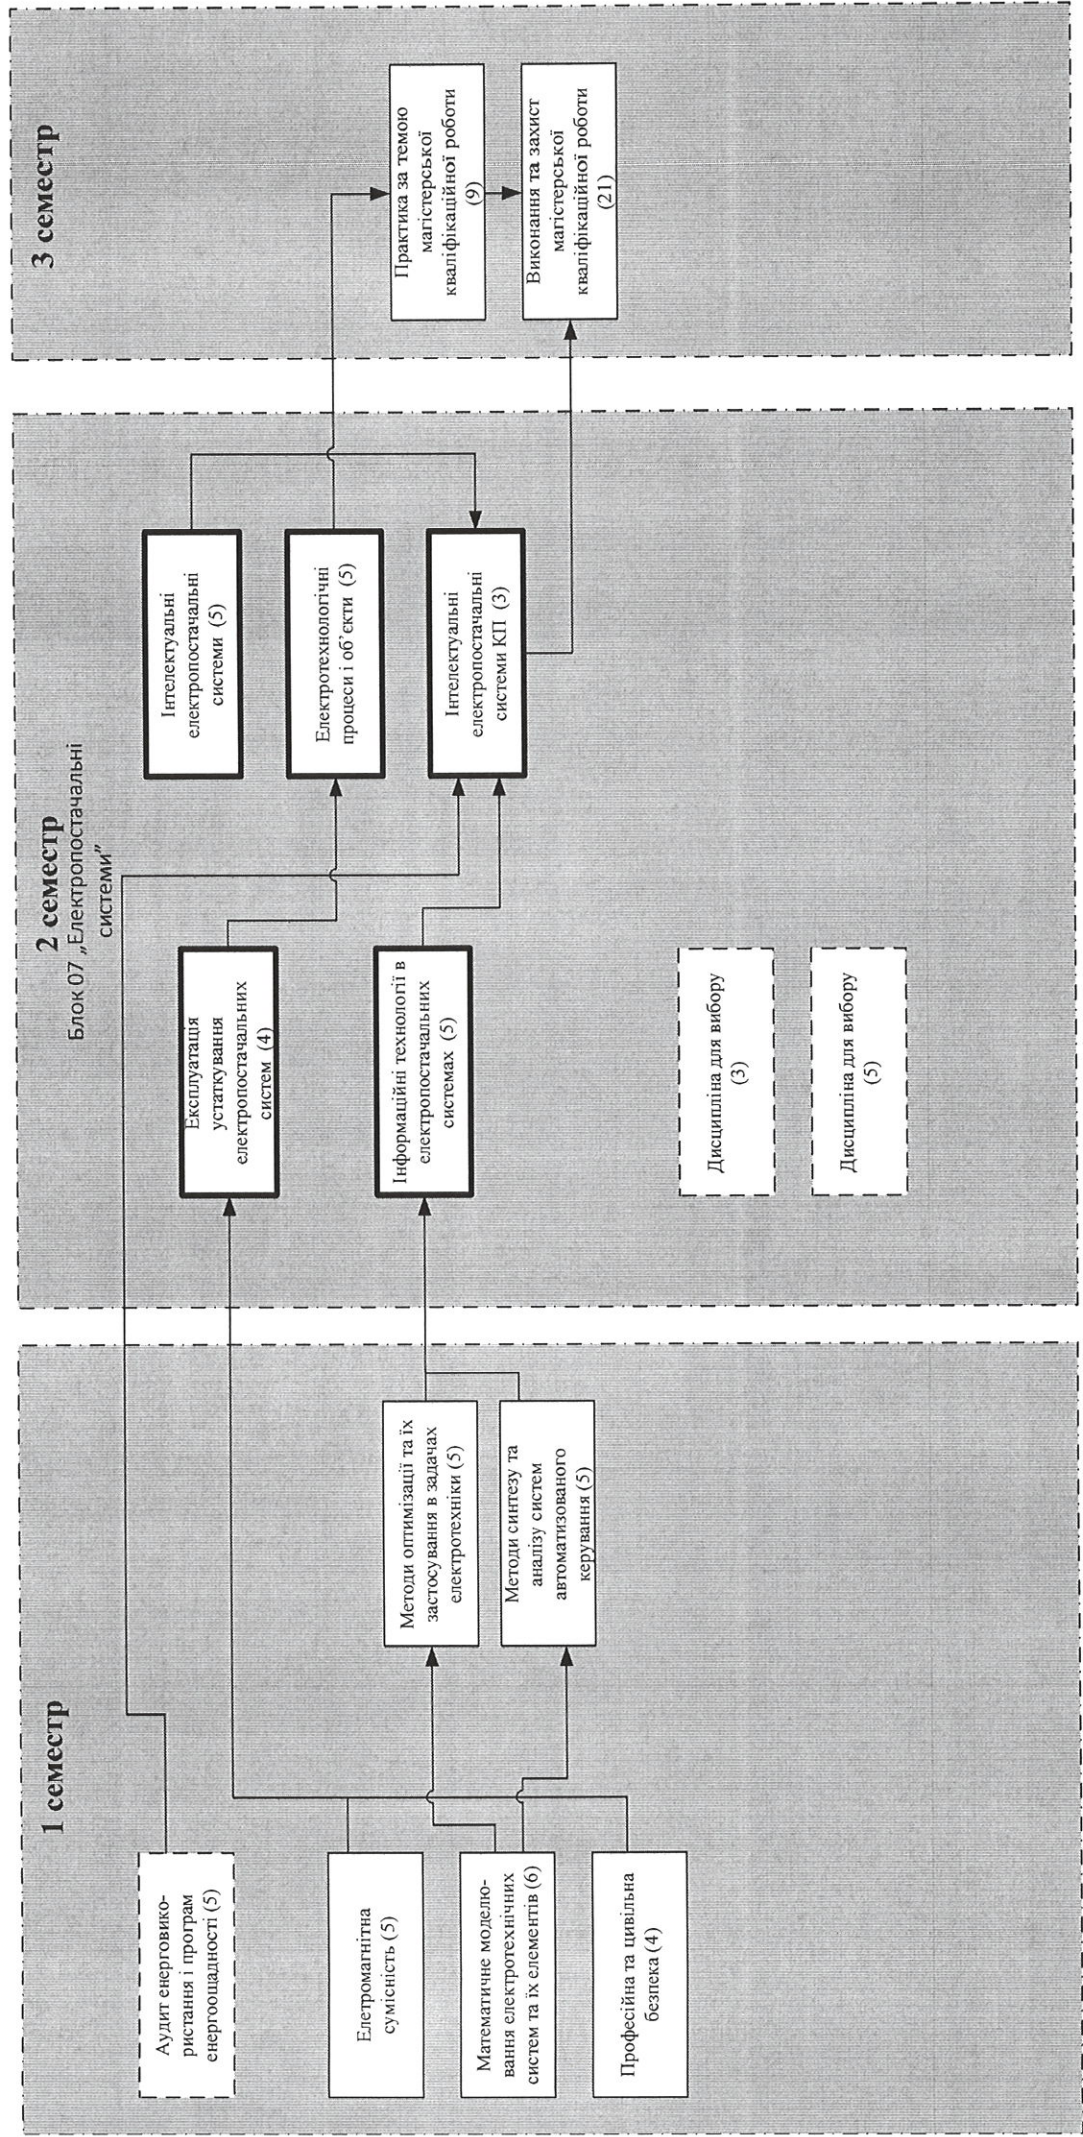 1 семестр
Аудит енерговико-
ристання і програм
енергоощадності (5)
Елетромагнітна
сумісність (5)
Математичне моделю-
вання електротехнічних
систем та їх елементів (6)
Професійна та цивільна
безпека (4)
Методи оптимізації та їх
застосування в задачах
електротехніки (5)
Методи синтезу та
аналізу систем
автоматизованого
керування (5)
2 семестр
Блок 07 „Електропостачальні
системи”
Експлуатація
устаткування
електропостачальних
систем (4)
Інформаційні технології в
електропостачальних
системах (5)
Дисципліна для вибору
(3)
Дисципліна для вибору
(5)
Інтелектуальні
електропостачальні
системи (5)
Електротехнологічні
процеси і об’єкти (5)
Інтелектуальні
електропостачальні
системи КП (3)
3 семестр
Практика за темою
магістерської
кваліфікаційної роботи
(9)
Виконання та захист
магістерської
кваліфікаційної роботи
(21)